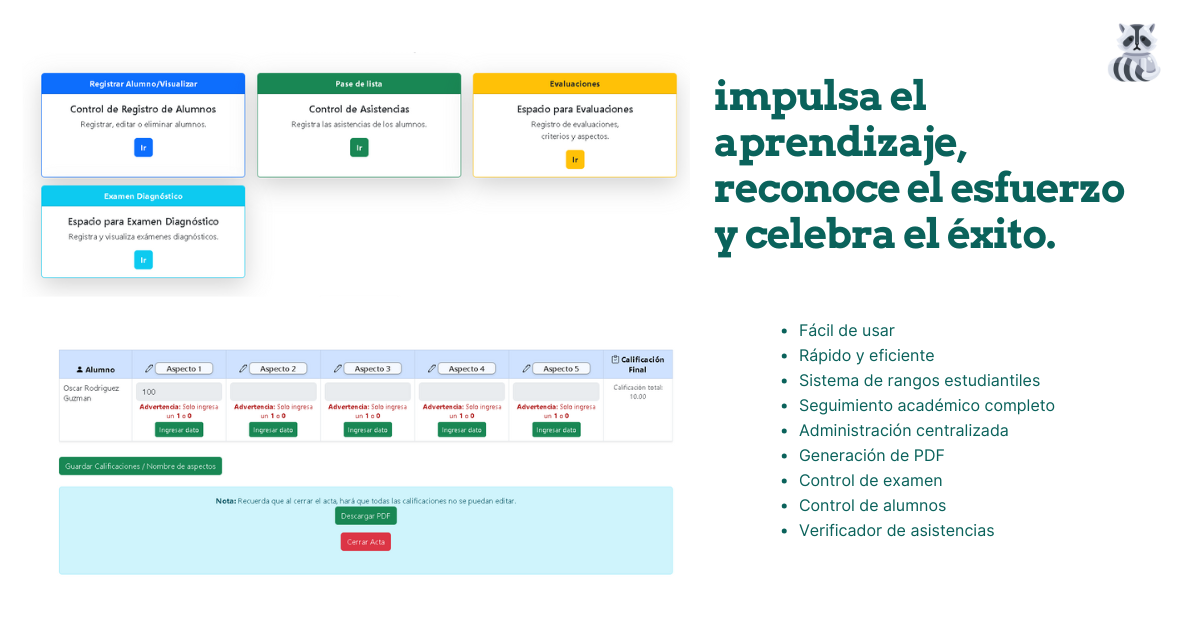 Registrar Alumno/Visualizar
Control de Registro de Alumnos
Registrar, editar o eliminar alumnos.
Ir
Pase de lista
Control de Asistencias
Registra las asistencias de los alumnos.
Ir
Evaluaciones
Espacio para Evaluaciones
Registro de evaluaciones,
criterios y aspectos.
Ir
Examen Diagnóstico
Espacio para Examen Diagnóstico
Registra y visualiza exámenes diagnósticos.
Ir
impulsa el
aprendizaje,
reconoce el esfuerzo
y celebra el éxito.
Alumno
Aspecto 1
Aspecto 2
Aspecto 3
Aspecto 4
Aspecto 5
Calificación
Final
Oscar Rodriguez
Guzman
100
Advertencia: Solo ingresa
un 1 o 0
Ingresar dato
Advertencia: Solo ingresa
un 1 o 0
Ingresar dato
Advertencia: Solo ingresa
un 1 o 0
Ingresar dato
Advertencia: Solo ingresa
un 1 o 0
Ingresar dato
Advertencia: Solo ingresa
un 1 o 0
Ingresar dato
Calificación total:
10.00
Guardar Calificaciones / Nombre de aspectos
Nota: Recuerda que al cerrar el acta, hará que todas las calificaciones no se puedan editar.
Descargar PDF
Cerrar Acta
• Fácil de usar
• Rápido y eficiente
• Sistema de rangos estudiantiles
• Seguimiento académico completo
• Administración centralizada
• Generación de PDF
• Control de examen
• Control de alumnos
• Verificador de asistencias